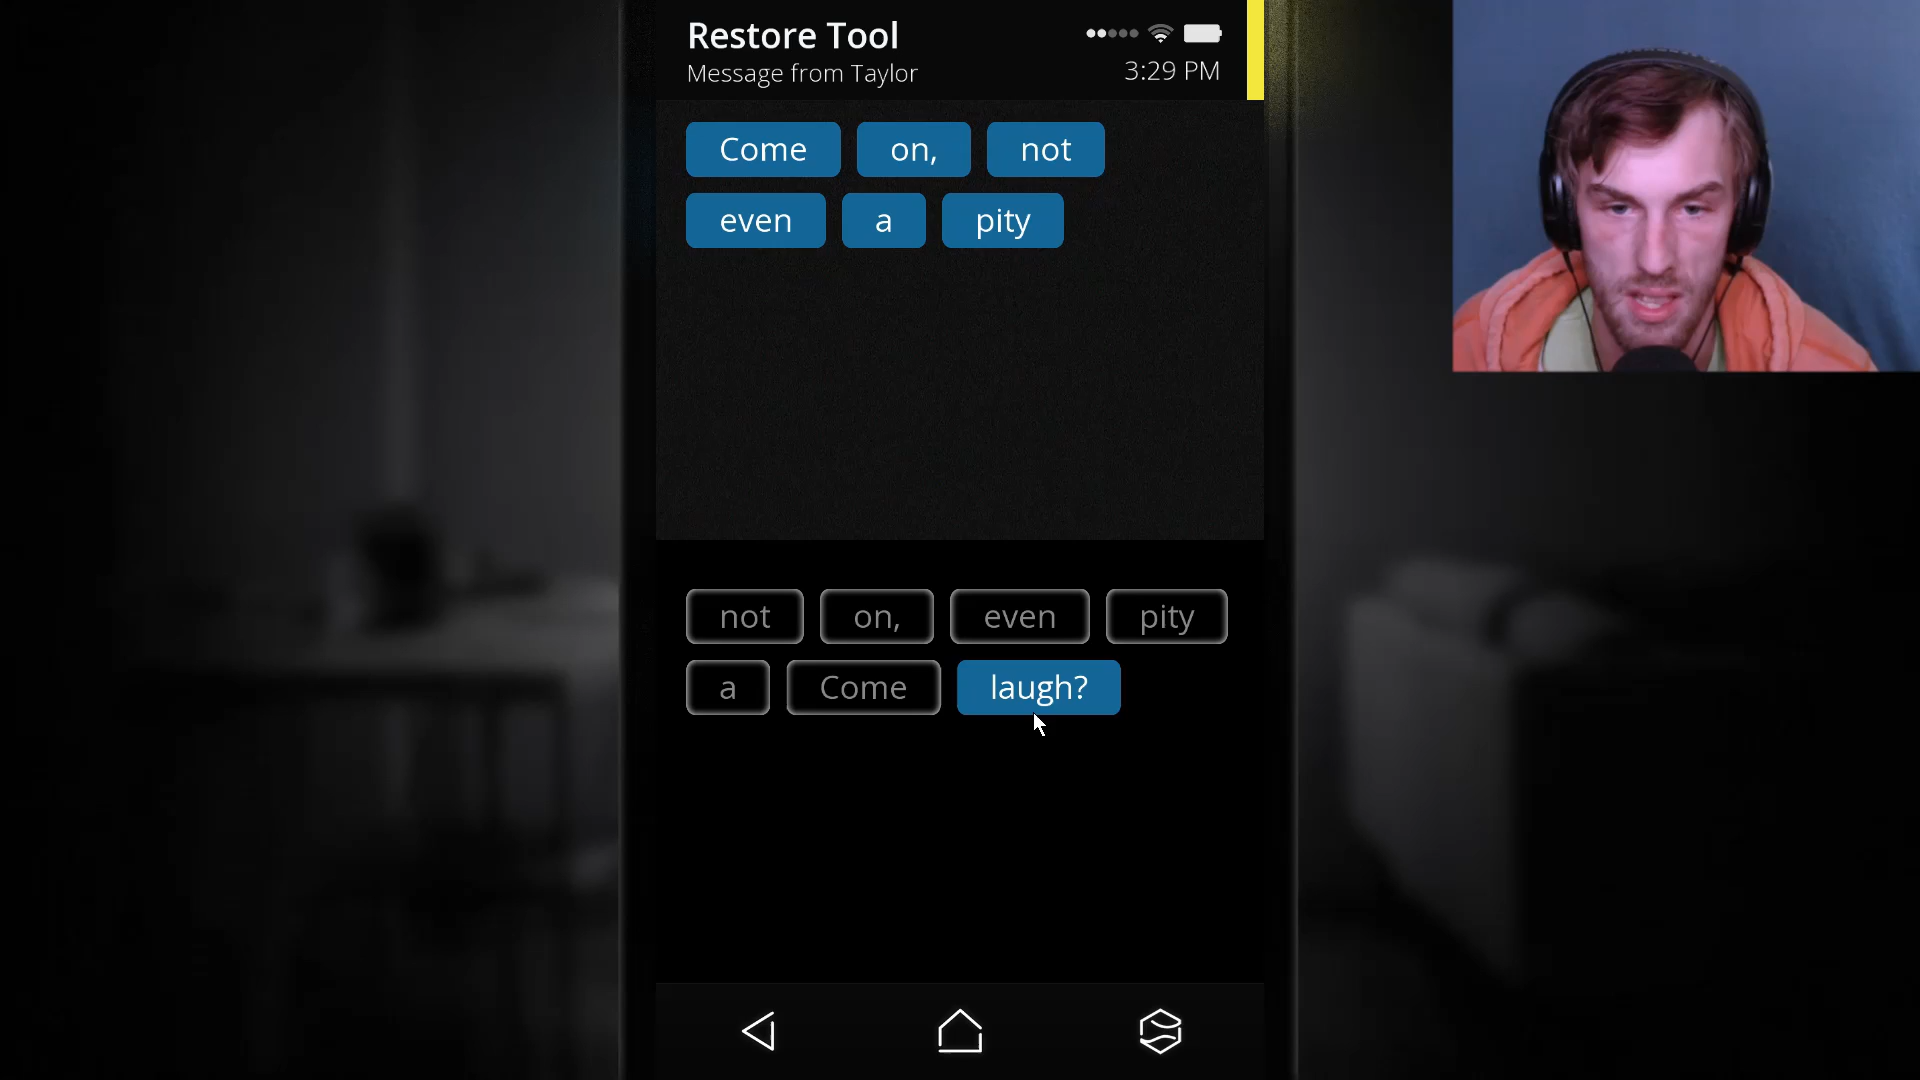 Restore Tool
Message from Taylor
3:29 PM
Come on, not
even a pity
not on, even pity
a Come laugh?